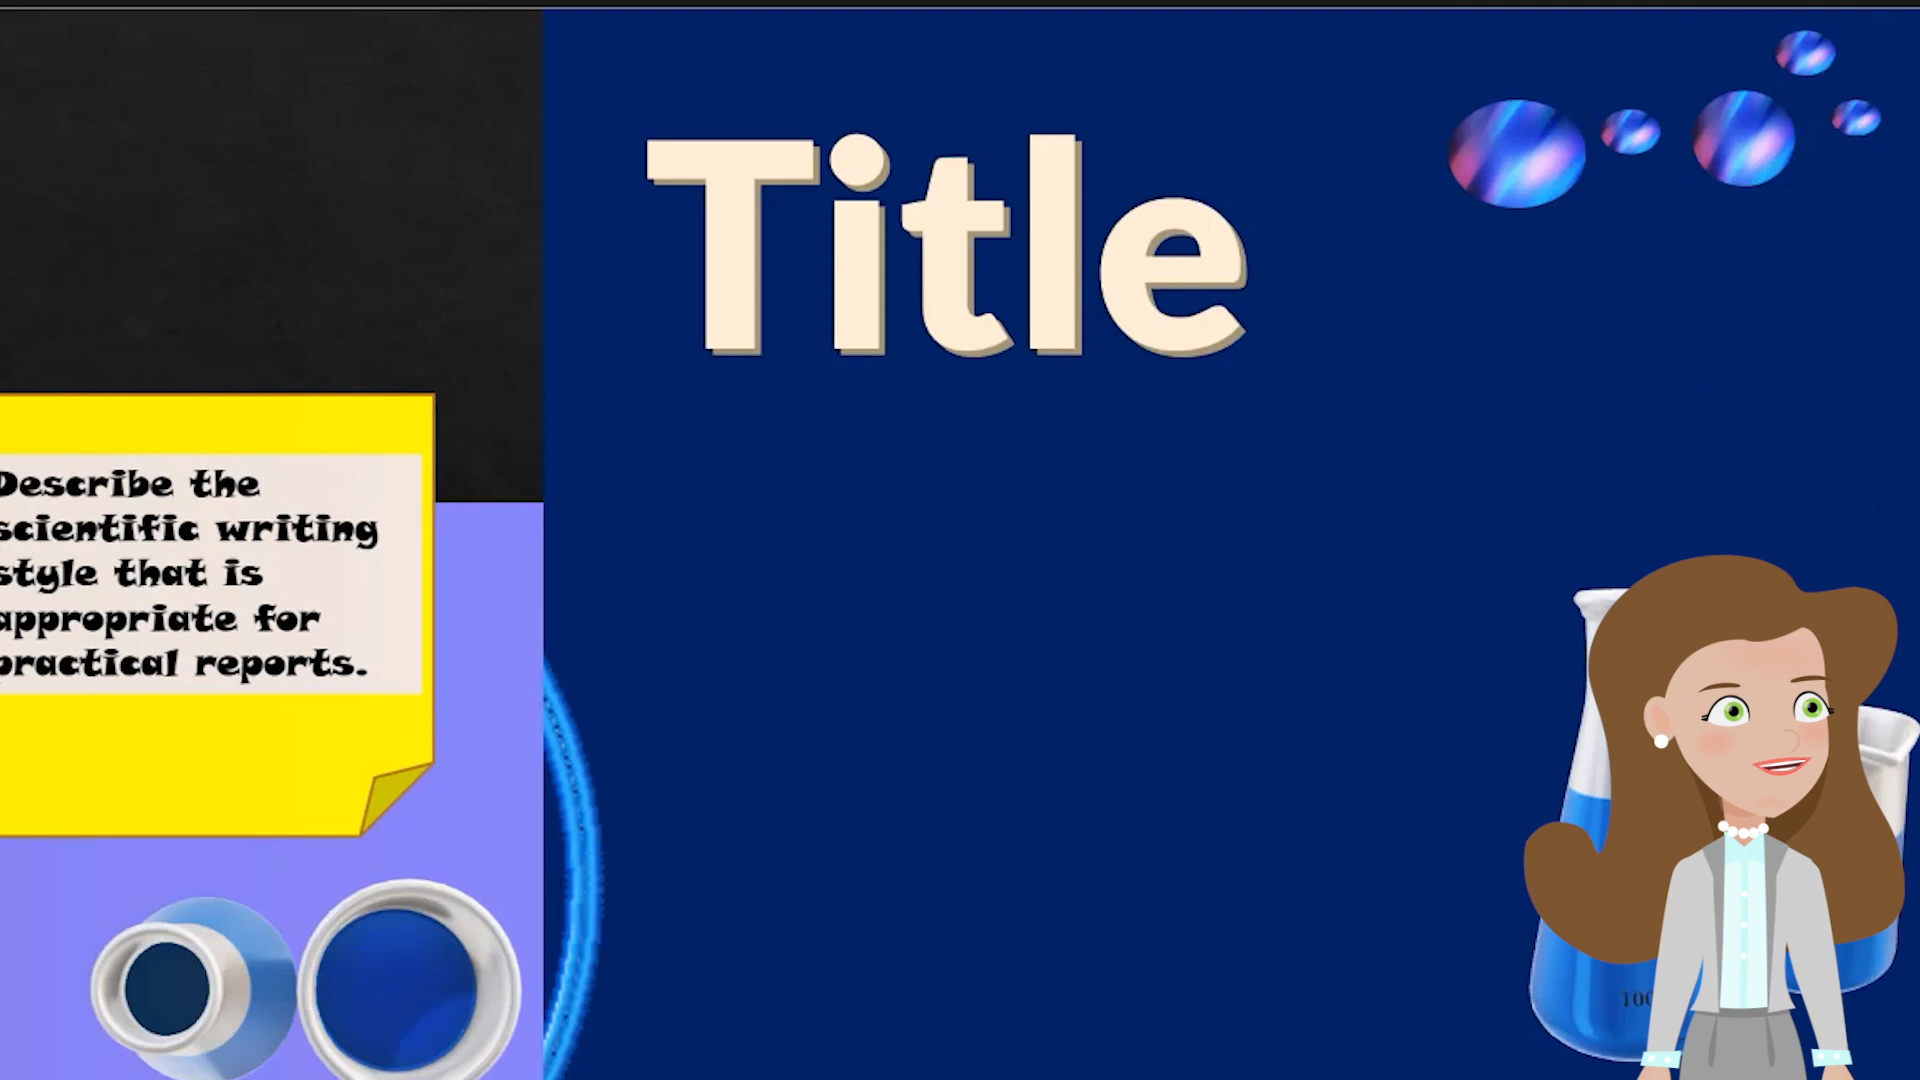 Title
Describe the
scientific writing
style that is
appropriate for
practical reports.